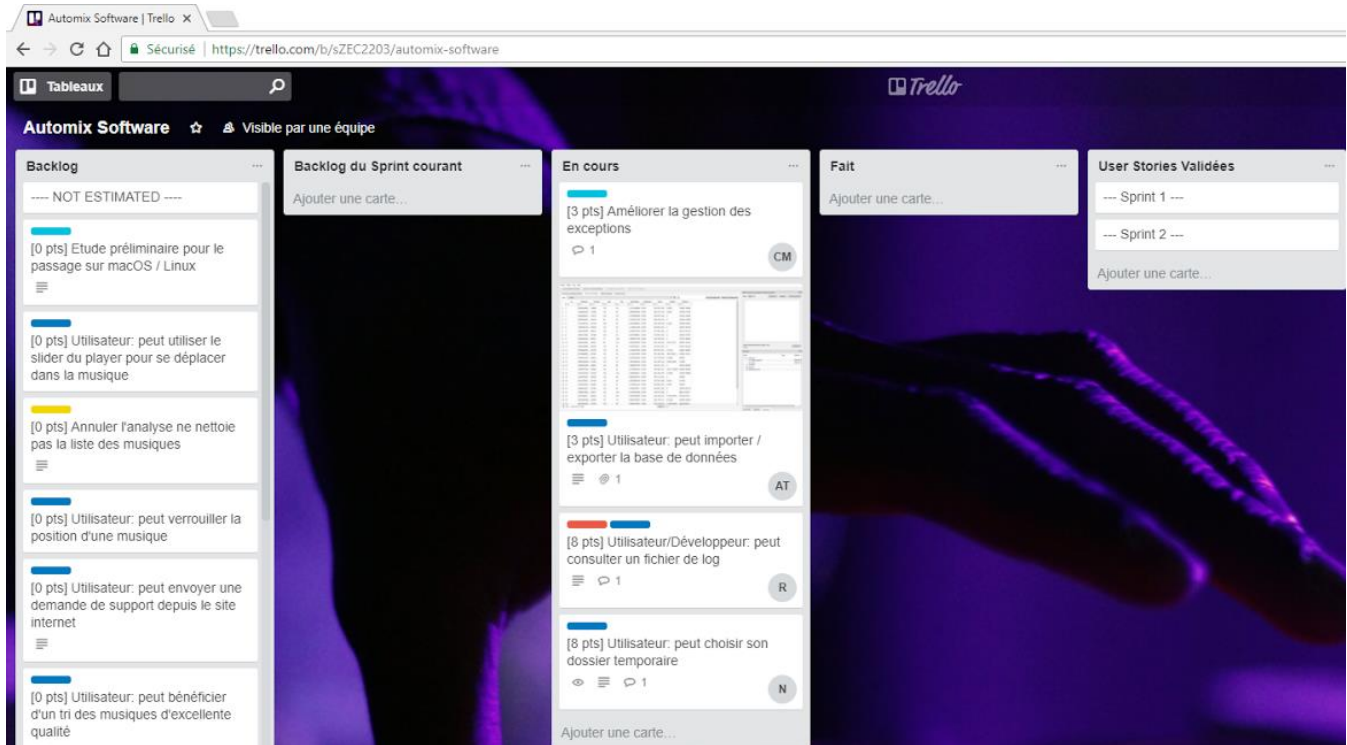 Automix Software | Trello
Sécurisé | https://trello.com/b/sZEC2203/automix-software
Tableaux
Trello
Automix Software
Visible par une équipe
Backlog
---- NOT ESTIMATED ----
[0 pts] Etude préliminaire pour le
passage sur macOS / Linux
[0 pts] Utilisateur: peut utiliser le
slider du player pour se déplacer
dans la musique
[0 pts] Annuler l'analyse ne nettoie
pas la liste des musiques
[0 pts] Utilisateur: peut verrouiller la
position d'une musique
[0 pts] Utilisateur: peut envoyer une
demande de support depuis le site
internet
[0 pts] Utilisateur: peut bénéficier
d'un tri des musiques d'excellente
qualité
Backlog du Sprint courant
Ajouter une carte...
En cours
[3 pts] Améliorer la gestion des
exceptions
1
CM
[3 pts] Utilisateur: peut importer /
exporter la base de données
1
AT
[8 pts] Utilisateur/Développeur: peut
consulter un fichier de log
1
R
[8 pts] Utilisateur: peut choisir son
dossier temporaire
1
N
Ajouter une carte...
Fait
Ajouter une carte...
User Stories Validées
--- Sprint 1 ---
--- Sprint 2 ---
Ajouter une carte...